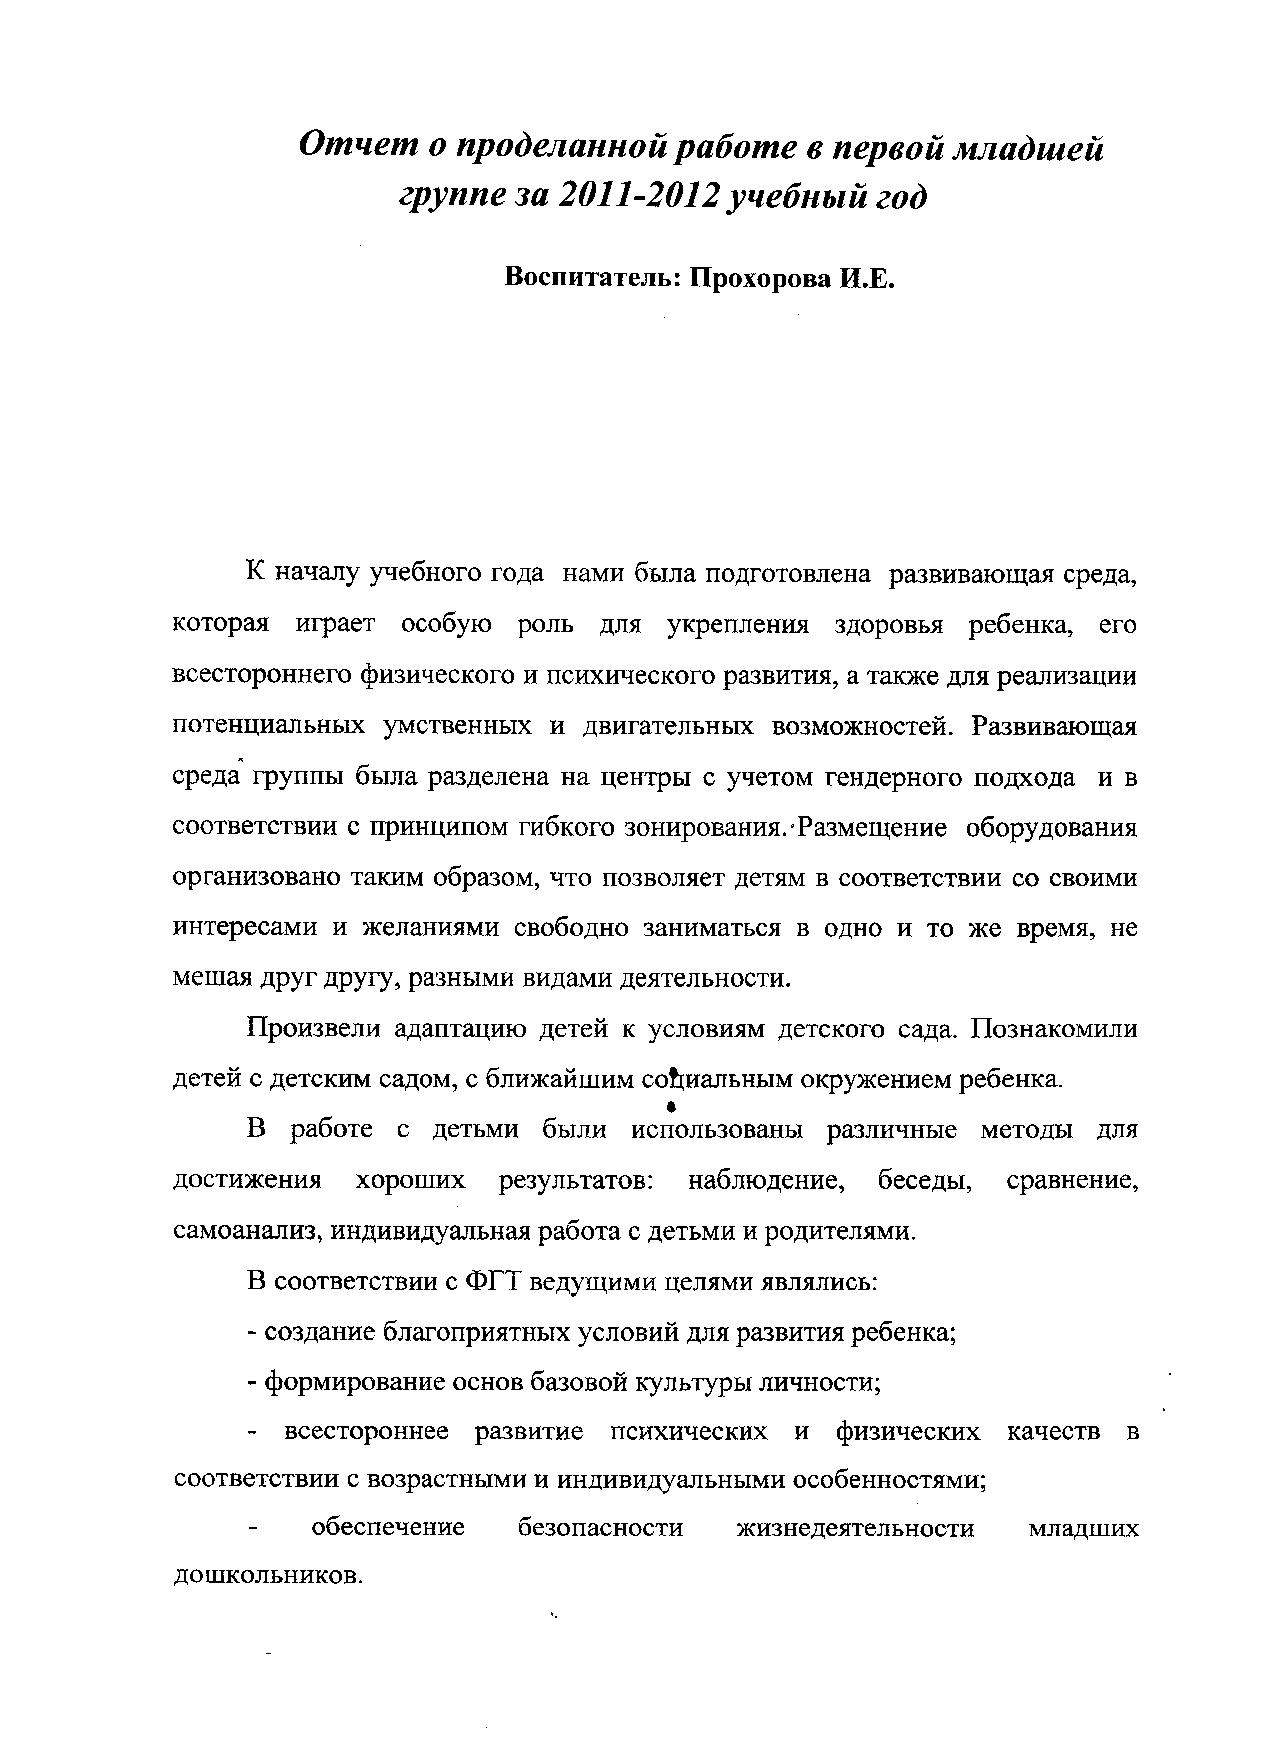 Отчет о проделанной работе в первой младшей
группе за 2011-2012 учебный год
Воспитатель: Прохорова И.Е.
К началу учебного года нами была подготовлена развивающая среда,
которая играет особую роль для укрепления здоровья ребенка, его
всестороннего физического и психического развития, а также для реализации
потенциальных умственных и двигательных возможностей. Развивающая
среда группы была разделена на центры с учетом гендерного подхода и в
соответствии с принципом гибкого зонирования. Размещение оборудования
организовано таким образом, что позволяет детям в соответствии со своими
интересами и желаниями свободно заниматься в одно и то же время, не
мешая друг другу, разными видами деятельности.
Произвели адаптацию детей к условиям детского сада. Познакомили
детей с детским садом, с ближайшим социальным окружением ребенка.
В работе с детьми были использованы различные методы для
достижения хороших результатов: наблюдение, беседы, сравнение,
самоанализ, индивидуальная работа с детьми и родителями.
В соответствии с ФГТ ведущими целями являлись:
- создание благоприятных условий для развития ребенка;
- формирование основ базовой культуры личности;
- всестороннее развитие психических и физических качеств в
соответствии с возрастными и индивидуальными особенностями;
- обеспечение безопасности жизнедеятельности младших
дошкольников.